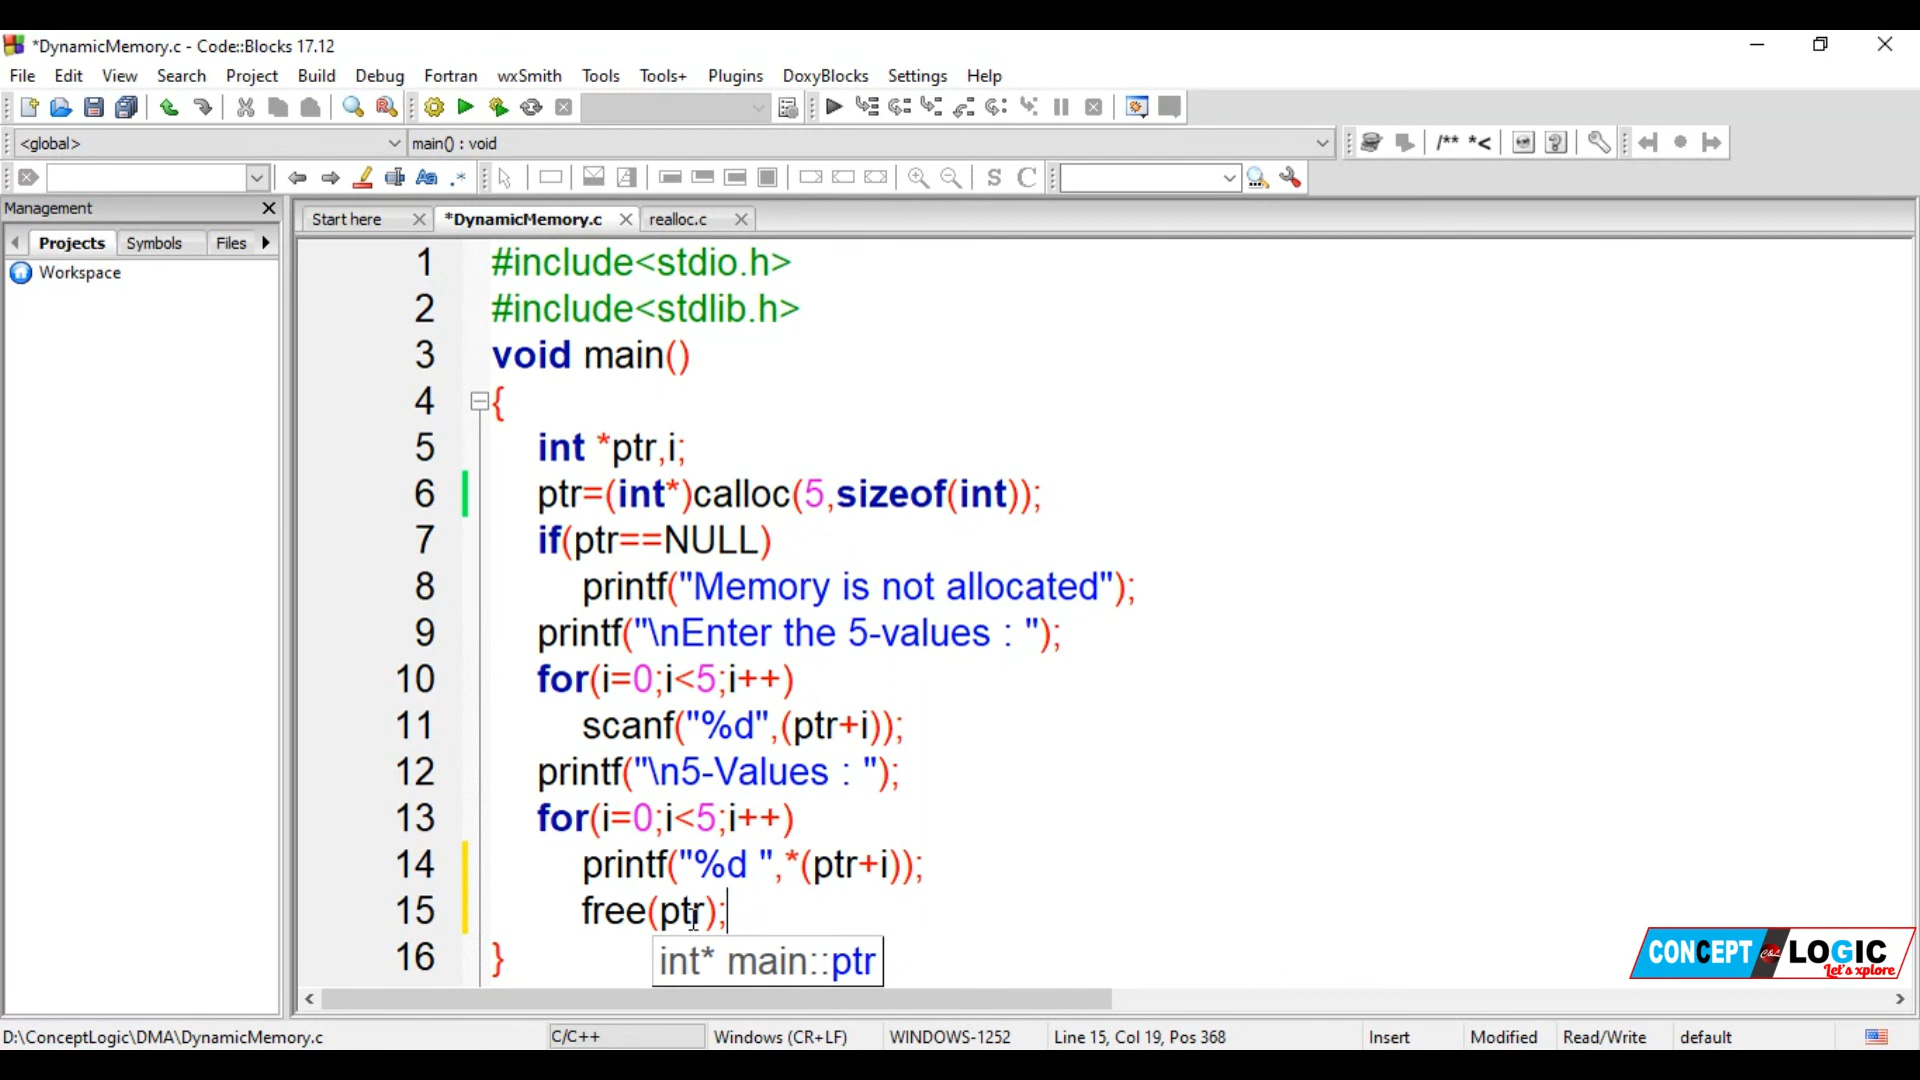 *DynamicMemory.c - Code::Blocks 17.12
File Edit View Search Project Build Debug Fortran wxSmith Tools Tools+ Plugins DoxyBlocks Settings Help
<global> main() : void /** *<
S C
Management
Projects Symbols Files
Workspace
Start here *DynamicMemory.c realloc.c
1 #include<stdio.h>
2 #include<stdlib.h>
3 void main()
4 {
5 int *ptr,i;
6 ptr=(int*)calloc(5,sizeof(int));
7 if(ptr==NULL)
8 printf("Memory is not allocated");
9 printf("\nEnter the 5-values : ");
10 for(i=0;i<5;i++)
11 scanf("%d",(ptr+i));
12 printf("\n5-Values : ");
13 for(i=0;i<5;i++)
14 printf("%d ",*(ptr+i));
15 free(ptr);
16 }
int* main::ptr
CONCEPT C&L LOGIC
Let's xplore
D:\ConceptLogic\DMA\DynamicMemory.c C/C++ Windows (CR+LF) WINDOWS-1252 Line 15, Col 19, Pos 368 Insert Modified Read/Write default